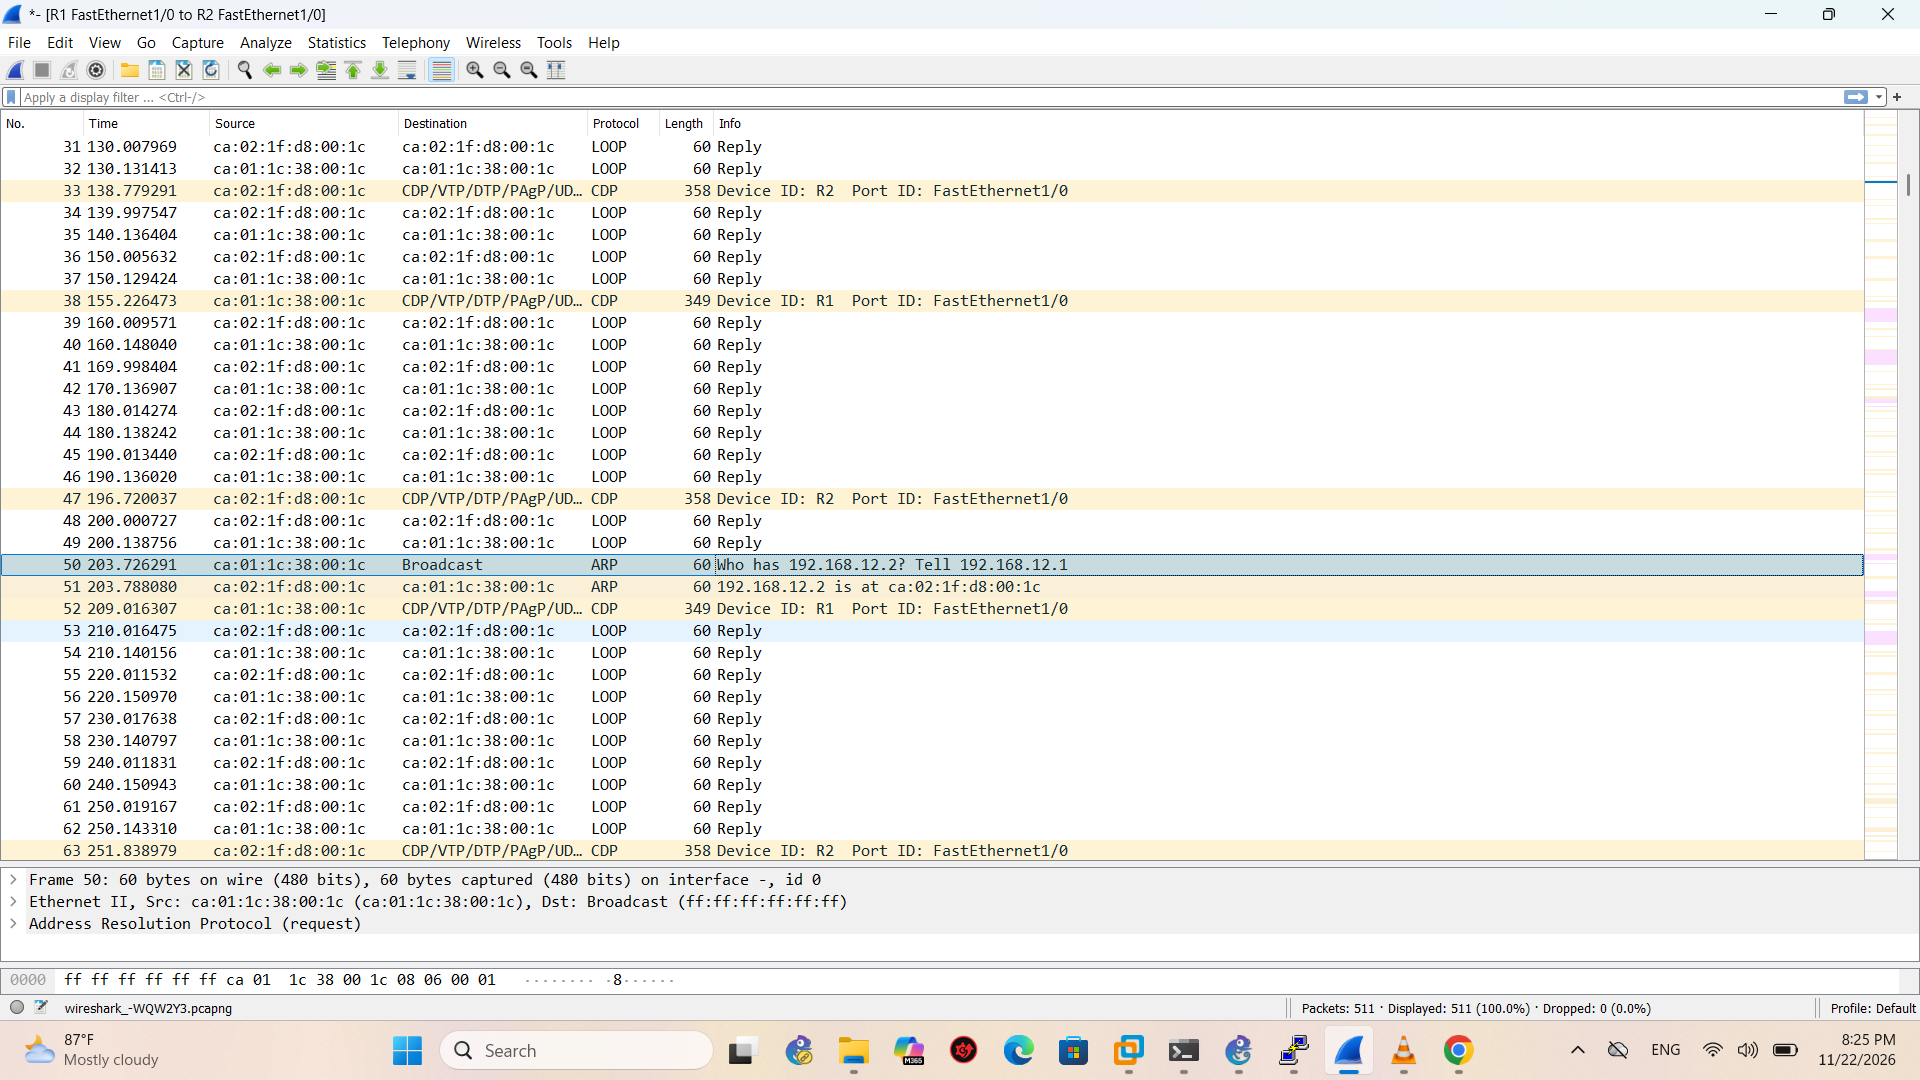 *- [R1 FastEthernet1/0 to R2 FastEthernet1/0]
File Edit View Go Capture Analyze Statistics Telephony Wireless Tools Help
Apply a display filter ... <Ctrl-/>
No. Time Source Destination Protocol Length Info
31 130.007969 ca:02:1f:d8:00:1c ca:02:1f:d8:00:1c LOOP 60 Reply
32 130.131413 ca:01:1c:38:00:1c ca:01:1c:38:00:1c LOOP 60 Reply
33 138.779291 ca:02:1f:d8:00:1c CDP/VTP/DTP/PAgP/UD… CDP 358 Device ID: R2 Port ID: FastEthernet1/0
34 139.997547 ca:02:1f:d8:00:1c ca:02:1f:d8:00:1c LOOP 60 Reply
35 140.136404 ca:01:1c:38:00:1c ca:01:1c:38:00:1c LOOP 60 Reply
36 150.005632 ca:02:1f:d8:00:1c ca:02:1f:d8:00:1c LOOP 60 Reply
37 150.129424 ca:01:1c:38:00:1c ca:01:1c:38:00:1c LOOP 60 Reply
38 155.226473 ca:01:1c:38:00:1c CDP/VTP/DTP/PAgP/UD… CDP 349 Device ID: R1 Port ID: FastEthernet1/0
39 160.009571 ca:02:1f:d8:00:1c ca:02:1f:d8:00:1c LOOP 60 Reply
40 160.148040 ca:01:1c:38:00:1c ca:01:1c:38:00:1c LOOP 60 Reply
41 169.998404 ca:02:1f:d8:00:1c ca:02:1f:d8:00:1c LOOP 60 Reply
42 170.136907 ca:01:1c:38:00:1c ca:01:1c:38:00:1c LOOP 60 Reply
43 180.014274 ca:02:1f:d8:00:1c ca:02:1f:d8:00:1c LOOP 60 Reply
44 180.138242 ca:01:1c:38:00:1c ca:01:1c:38:00:1c LOOP 60 Reply
45 190.013440 ca:02:1f:d8:00:1c ca:02:1f:d8:00:1c LOOP 60 Reply
46 190.136020 ca:01:1c:38:00:1c ca:01:1c:38:00:1c LOOP 60 Reply
47 196.720037 ca:02:1f:d8:00:1c CDP/VTP/DTP/PAgP/UD… CDP 358 Device ID: R2 Port ID: FastEthernet1/0
48 200.000727 ca:02:1f:d8:00:1c ca:02:1f:d8:00:1c LOOP 60 Reply
49 200.138756 ca:01:1c:38:00:1c ca:01:1c:38:00:1c LOOP 60 Reply
50 203.726291 ca:01:1c:38:00:1c Broadcast ARP 60 Who has 192.168.12.2? Tell 192.168.12.1
51 203.788080 ca:02:1f:d8:00:1c ca:01:1c:38:00:1c ARP 60 192.168.12.2 is at ca:02:1f:d8:00:1c
52 209.016307 ca:01:1c:38:00:1c CDP/VTP/DTP/PAgP/UD… CDP 349 Device ID: R1 Port ID: FastEthernet1/0
53 210.016475 ca:02:1f:d8:00:1c ca:02:1f:d8:00:1c LOOP 60 Reply
54 210.140156 ca:01:1c:38:00:1c ca:01:1c:38:00:1c LOOP 60 Reply
55 220.011532 ca:02:1f:d8:00:1c ca:02:1f:d8:00:1c LOOP 60 Reply
56 220.150970 ca:01:1c:38:00:1c ca:01:1c:38:00:1c LOOP 60 Reply
57 230.017638 ca:02:1f:d8:00:1c ca:02:1f:d8:00:1c LOOP 60 Reply
58 230.140797 ca:01:1c:38:00:1c ca:01:1c:38:00:1c LOOP 60 Reply
59 240.011831 ca:02:1f:d8:00:1c ca:02:1f:d8:00:1c LOOP 60 Reply
60 240.150943 ca:01:1c:38:00:1c ca:01:1c:38:00:1c LOOP 60 Reply
61 250.019167 ca:02:1f:d8:00:1c ca:02:1f:d8:00:1c LOOP 60 Reply
62 250.143310 ca:01:1c:38:00:1c ca:01:1c:38:00:1c LOOP 60 Reply
63 251.838979 ca:02:1f:d8:00:1c CDP/VTP/DTP/PAgP/UD… CDP 358 Device ID: R2 Port ID: FastEthernet1/0
Frame 50: 60 bytes on wire (480 bits), 60 bytes captured (480 bits) on interface -, id 0
Ethernet II, Src: ca:01:1c:38:00:1c (ca:01:1c:38:00:1c), Dst: Broadcast (ff:ff:ff:ff:ff:ff)
Address Resolution Protocol (request)
0000 ff ff ff ff ff ff ca 01 1c 38 00 1c 08 06 00 01 ········ ·8······
wireshark_-WQW2Y3.pcapng Packets: 511 · Displayed: 511 (100.0%) · Dropped: 0 (0.0%) Profile: Default
87°F
Mostly cloudy
Search
M365
ENG
8:25 PM
11/22/2026